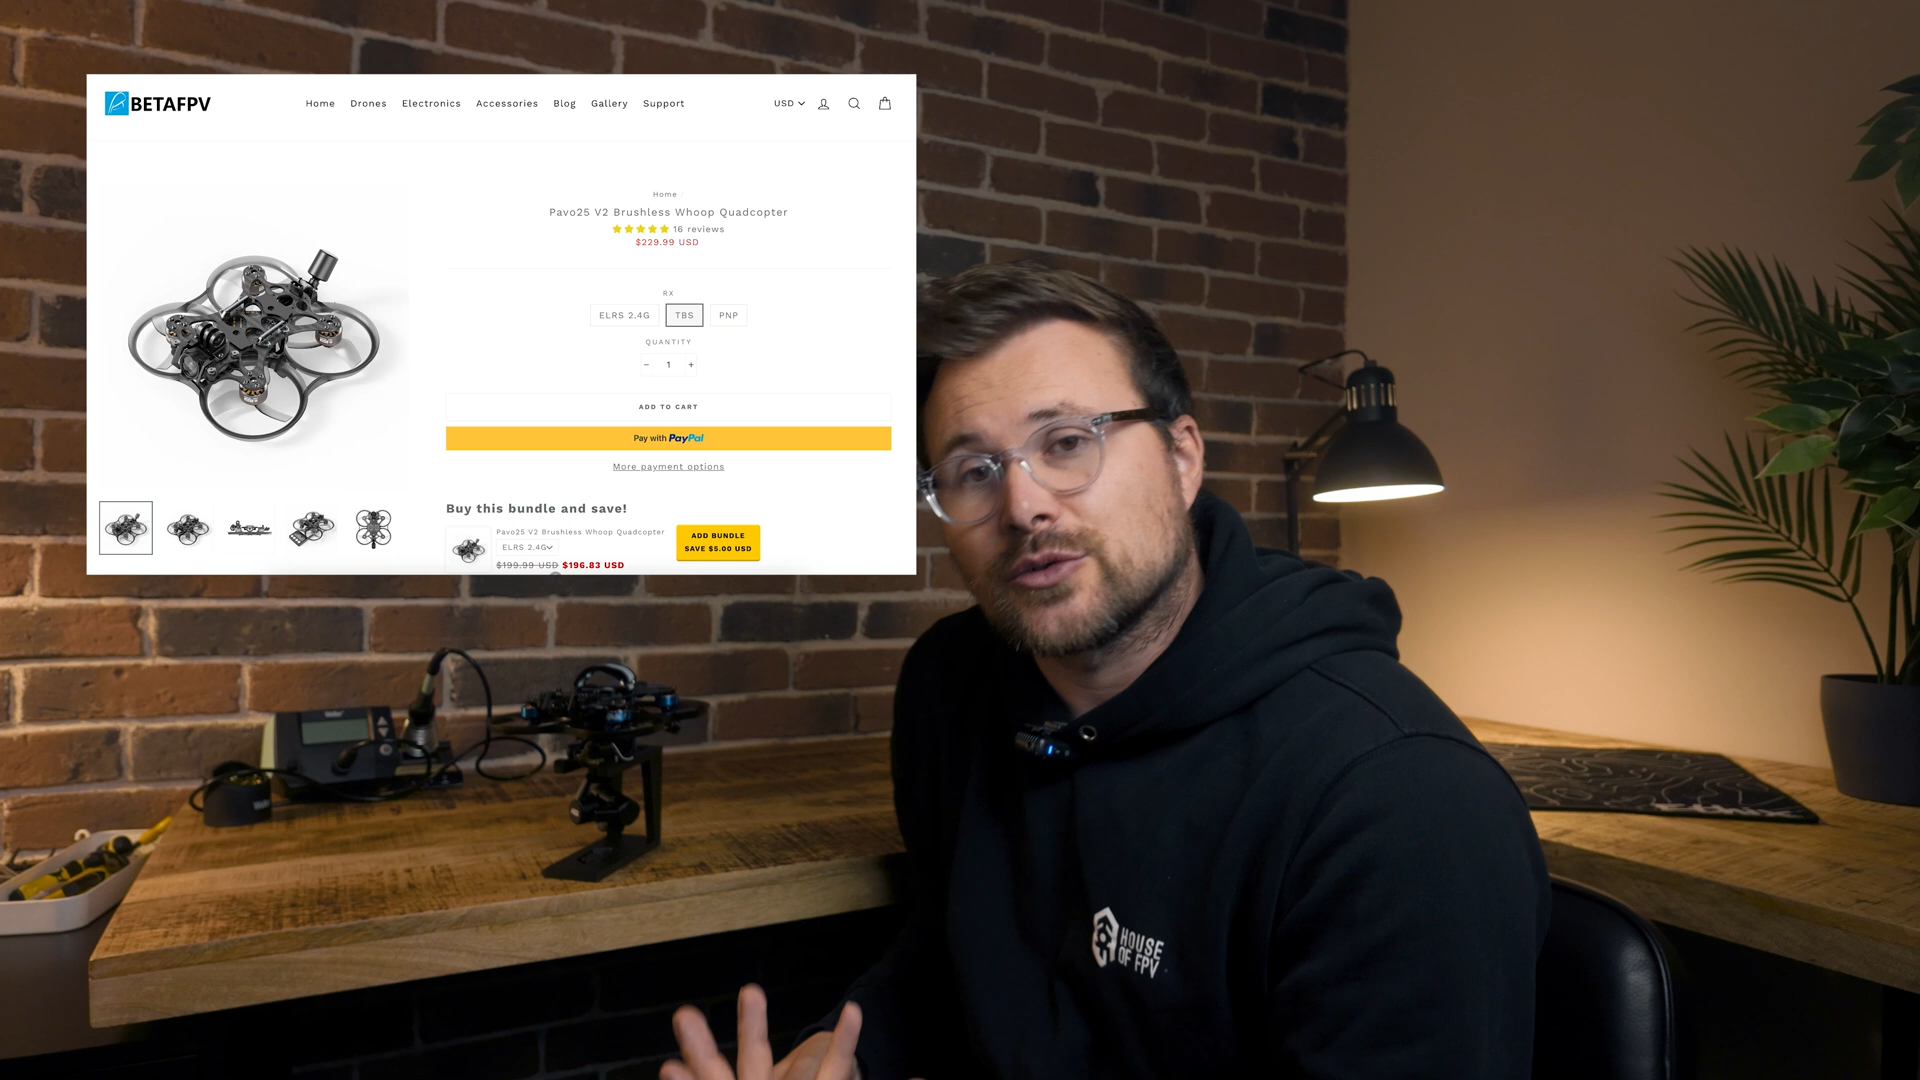 BETAFPV
Home Drones Electronics Accessories Blog Gallery Support
USD
Home /
Pavo25 V2 Brushless Whoop Quadcopter
16 reviews
$229.99 USD
RX
ELRS 2.4G TBS PNP
QUANTITY
− 1 +
ADD TO CART
Pay with PayPal
More payment options
Buy this bundle and save!
Pavo25 V2 Brushless Whoop Quadcopter
ELRS 2.4G
$199.99 USD $196.83 USD
ADD BUNDLE
SAVE $5.00 USD
HOUSE
OF FPV